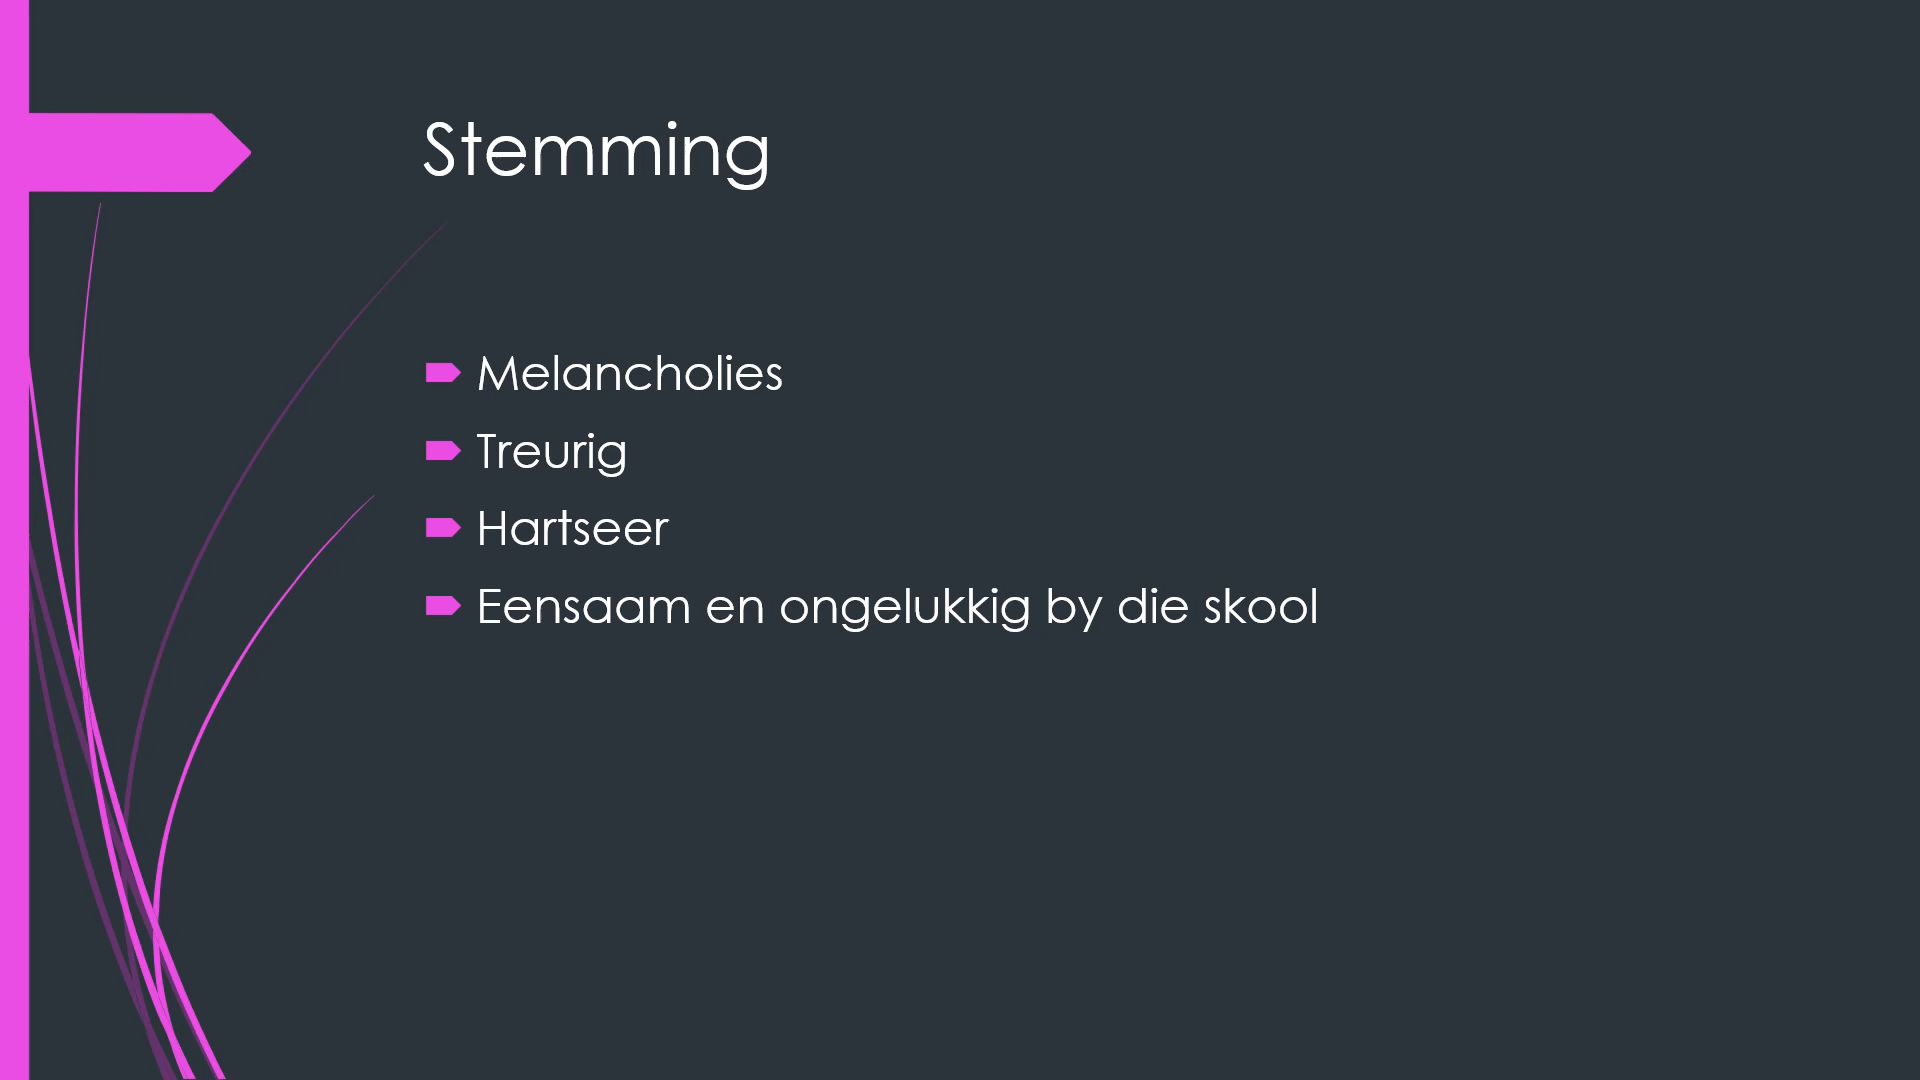 Stemming
Melancholies
Treurig
Hartseer
Eensaam en ongelukkig by die skool